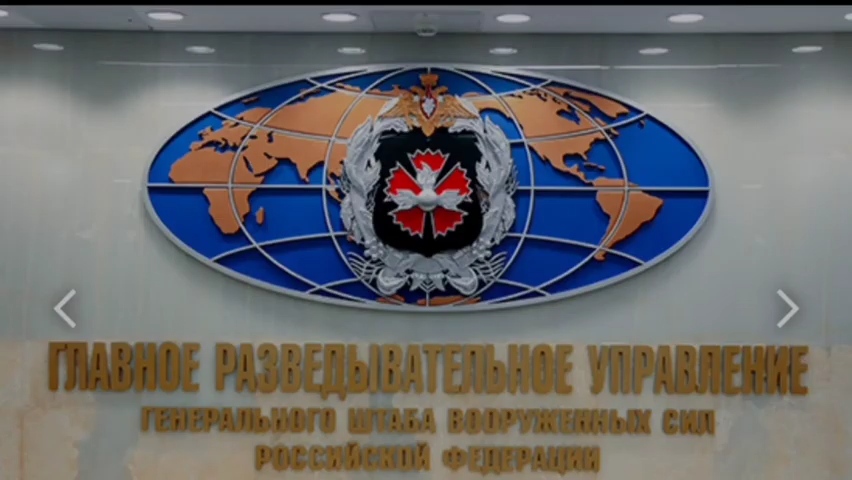 ГЛАВНОЕ РАЗВЕДЫВАТЕЛЬНОЕ УПРАВЛЕНИЕ
ГЕНЕРАЛЬНОГО ШТАБА ВООРУЖЕННЫХ СИЛ
РОССИЙСКОЙ ФЕДЕРАЦИИ